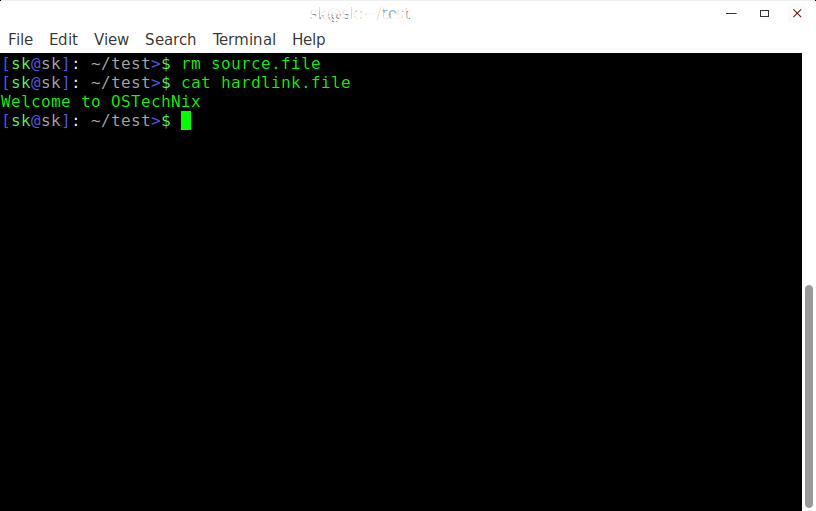 File Edit View Search Terminal Help
[sk@sk]: ~/test>$ rm source.file
[sk@sk]: ~/test>$ cat hardlink.file
Welcome to OSTechNix
[sk@sk]: ~/test>$